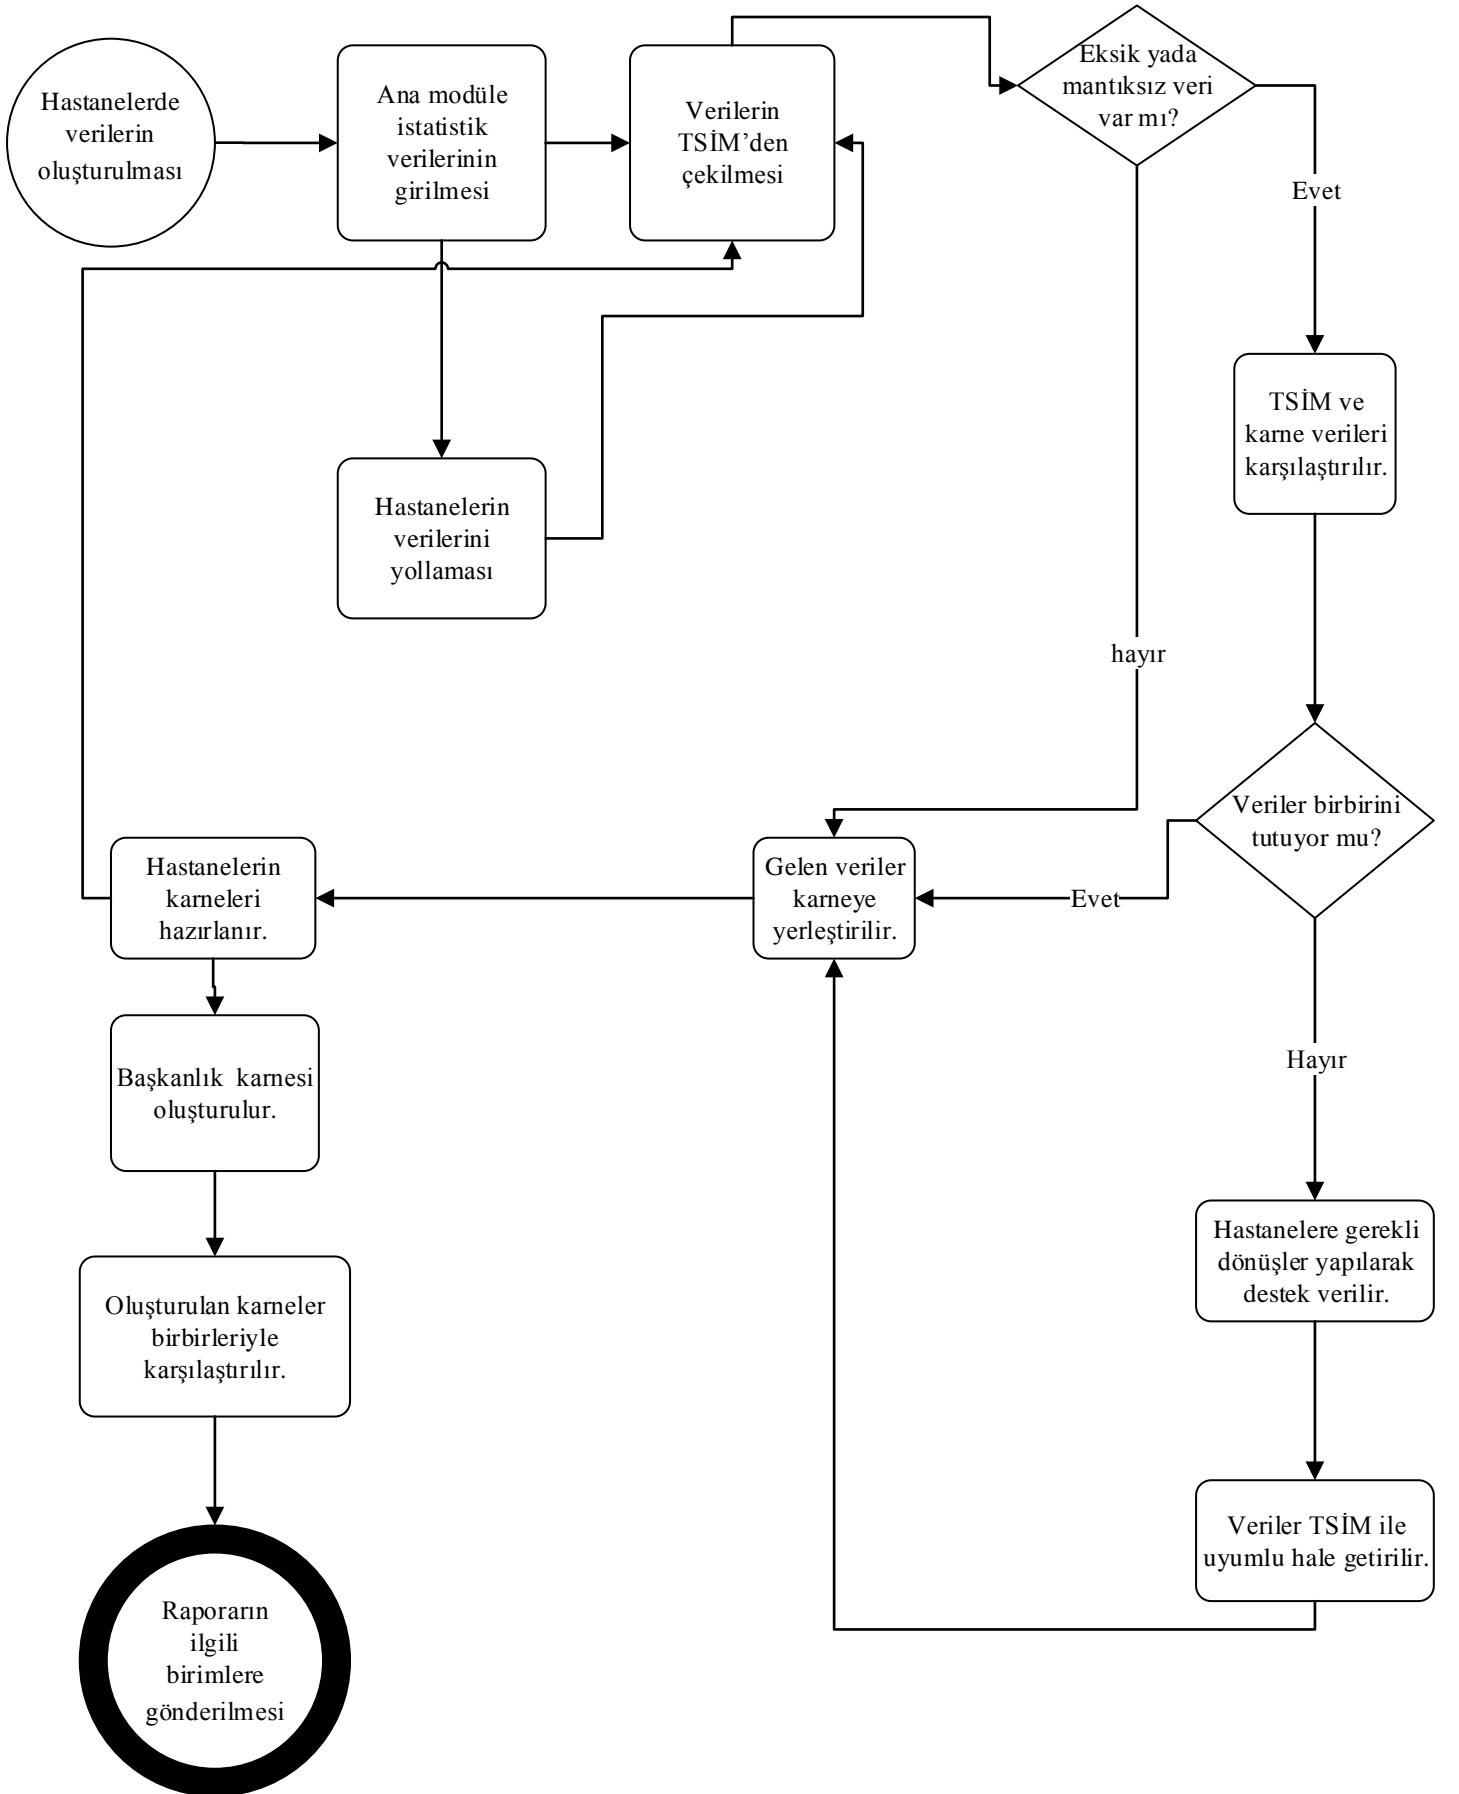 Hastanelerde
verilerin
oluşturulması
Ana modüle
istatistik
verilerinin
girilmesi
Verilerin
TSİM’den
çekilmesi
Eksik yada
mantıksız veri
var mı?
Evet
TSİM ve
karne verileri
karşılaştırılır.
Hastanelerin
verilerini
yollaması
hayır
Veriler birbirini
tutuyor mu?
Evet
Gelen veriler
karneye
yerleştirilir.
Hastanelerin
karneleri
hazırlanır.
Hayır
Başkanlık  karnesi
oluşturulur.
Hastanelere gerekli
dönüşler yapılarak
destek verilir.
Oluşturulan karneler
birbirleriyle
karşılaştırılır.
Veriler TSİM ile
uyumlu hale getirilir.
Raporarın
ilgili
birimlere
gönderilmesi